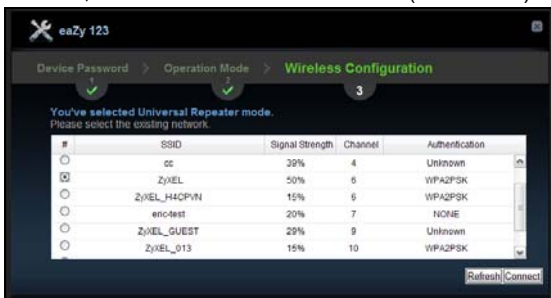 eaZy 123
Device Password > Operation Mode > Wireless Configuration
1 2 3
You've selected Universal Repeater mode.
Please select the existing network.
# SSID Signal Strength Channel Authentication
cc 39% 4 Unknown
ZyXEL 50% 6 WPA2PSK
ZyXEL_H4CPVN 15% 6 WPA2PSK
eric-test 20% 7 NONE
ZyXEL_GUEST 29% 9 Unknown
ZyXEL_013 15% 10 WPA2PSK
Refresh Connect